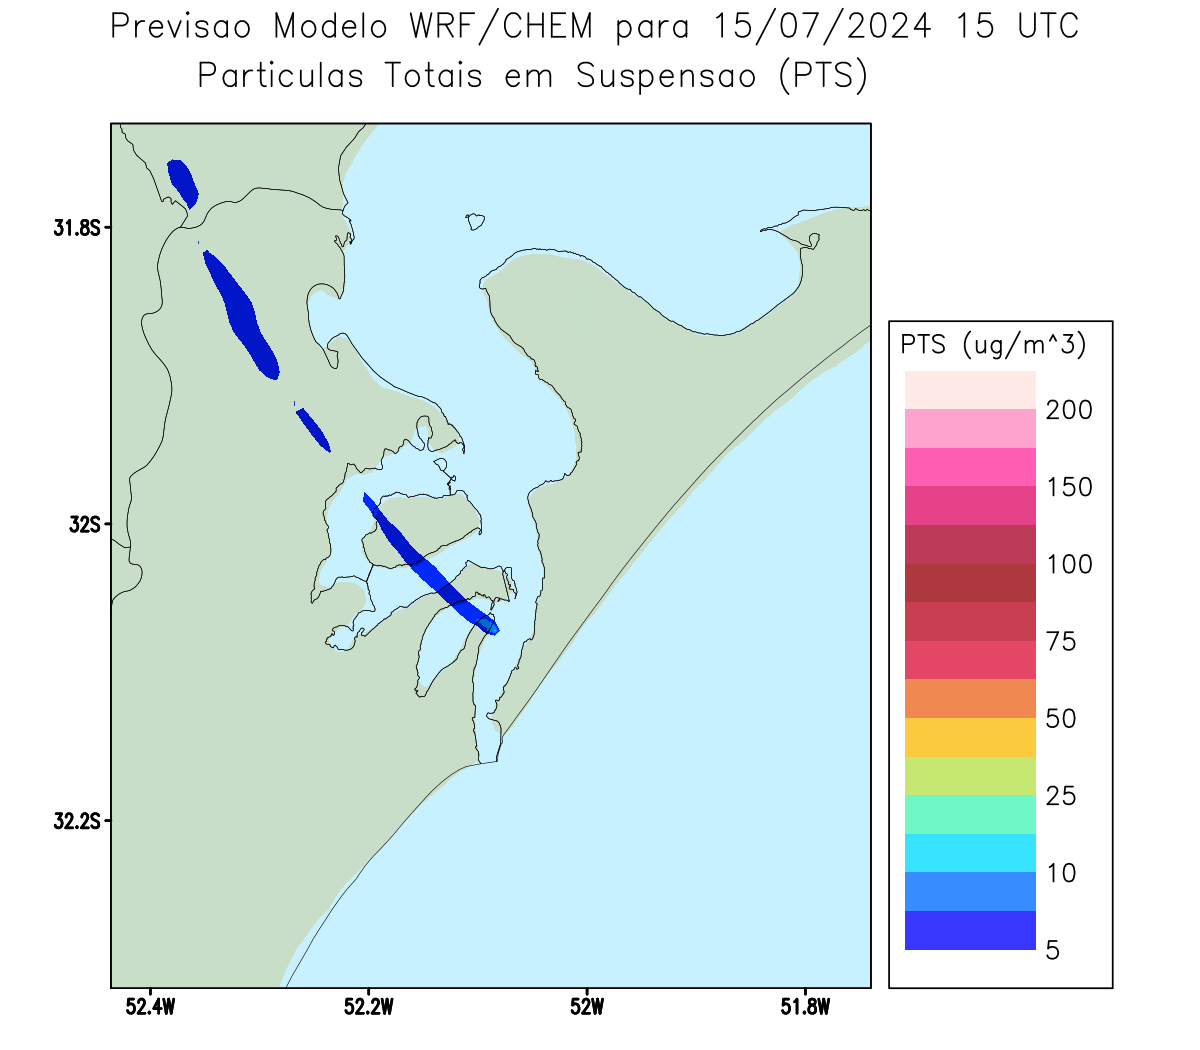 Previsao Modelo WRF/CHEM para 15/07/2024 15 UTC
Particulas Totais em Suspensao (PTS)
31.8S
32S
32.2S
52.4W
52.2W
52W
51.8W
PTS (ug/m^3)
200
150
100
75
50
25
10
5